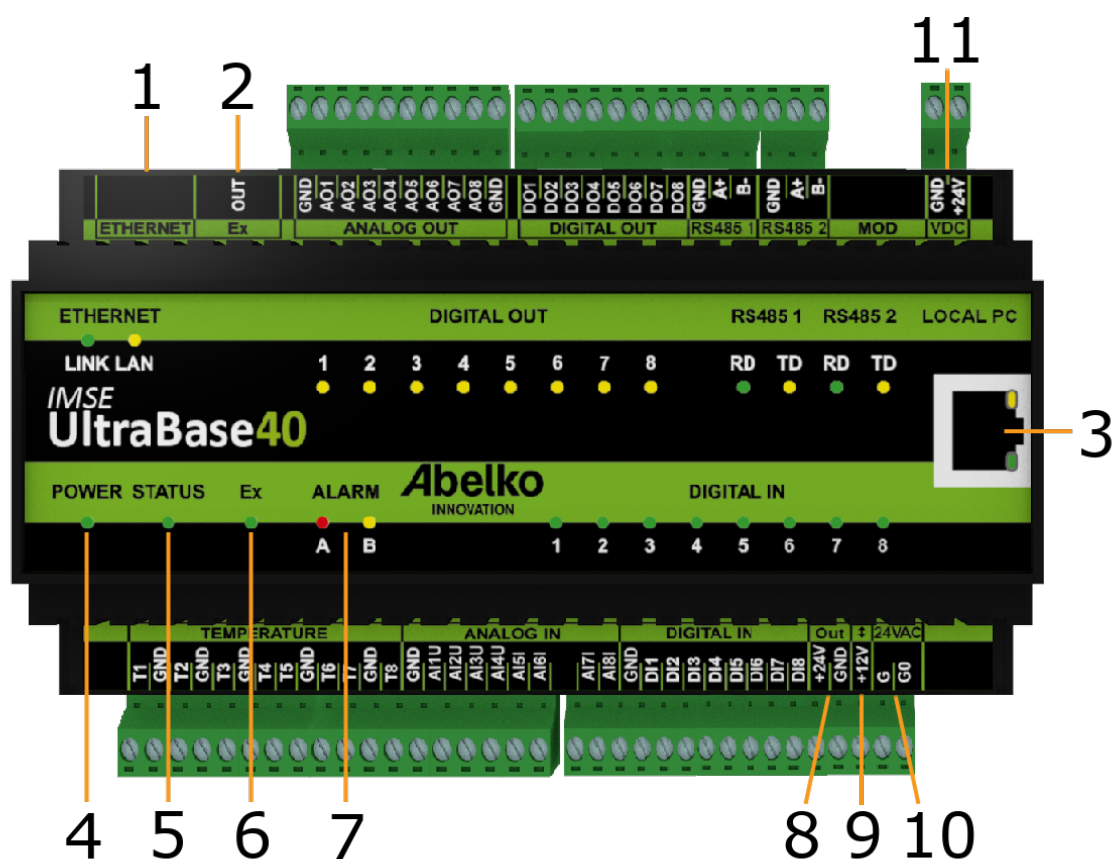 11
1 2
GND AO1 AO2 AO3 AO4 AO5 AO6 AO7 AO8 GND
DO1 DO2 DO3 DO4 DO5 DO6 DO7 DO8 GND A+ B- GND A+ B-
GND +24V
OUT
ETHERNET Ex ANALOG OUT DIGITAL OUT RS485 1 RS485 2 MOD VDC
ETHERNET DIGITAL OUT RS485 1 RS485 2 LOCAL PC
LINK LAN 1 2 3 4 5 6 7 8 RD TD RD TD
IMSE
UltraBase40
3
POWER STATUS Ex ALARM Abelko DIGITAL IN
INNOVATION
A B 1 2 3 4 5 6 7 8
TEMPERATURE ANALOG IN DIGITAL IN Out ↕ 24VAC
T1 GND T2 GND T3 GND T4 T5 GND T6 T7 GND T8 GND AI1U AI2U AI3U AI4U AI5I AI6I
AI7I AI8I GND DI1 DI2 DI3 DI4 DI5 DI6 DI7 DI8 +24V GND +12V G G0
4 5 6 7 8 9 10